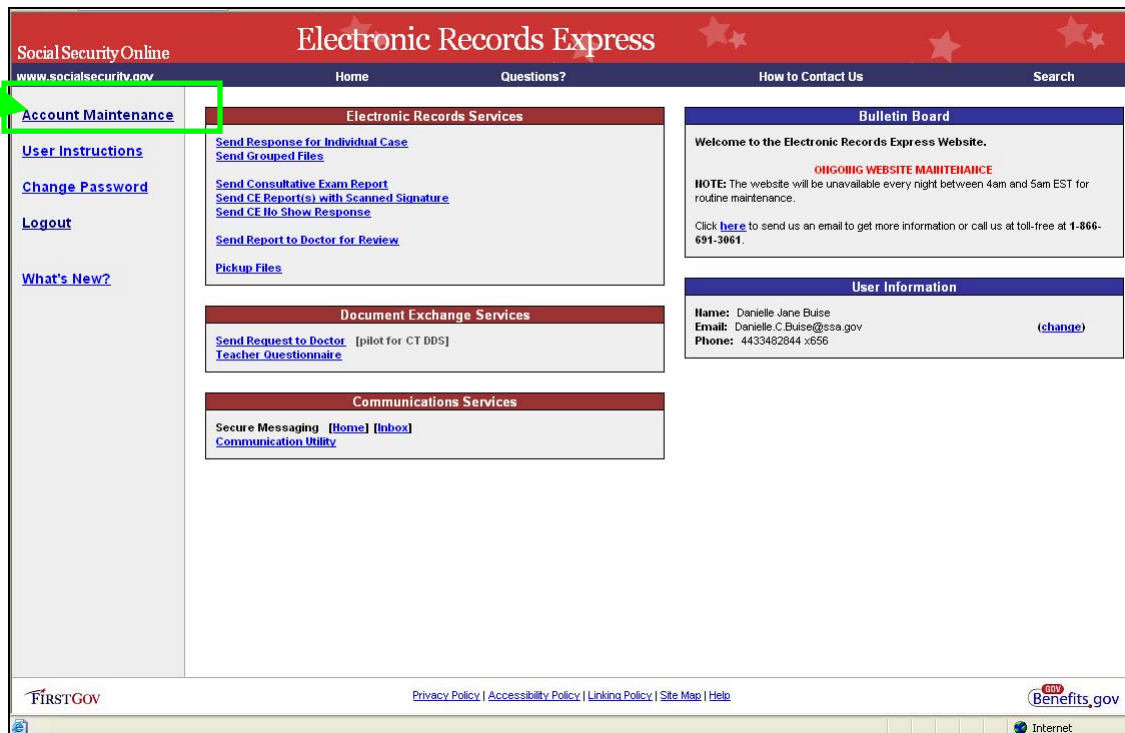 Social Security Online
Electronic Records Express
www.socialsecurity.gov Home Questions? How to Contact Us Search
Account Maintenance
User Instructions
Change Password
Logout
What's New?
Electronic Records Services
Send Response for Individual Case
Send Grouped Files
Send Consultative Exam Report
Send CE Report(s) with Scanned Signature
Send CE No Show Response
Send Report to Doctor for Review
Pickup Files
Document Exchange Services
Send Request to Doctor [pilot for CT DDS]
Teacher Questionnaire
Communications Services
Secure Messaging [Home] [Inbox]
Communication Utility
Bulletin Board
Welcome to the Electronic Records Express Website.
ONGOING WEBSITE MAINTENANCE
NOTE: The website will be unavailable every night between 4am and 5am EST for
routine maintenance.
Click here to send us an email to get more information or call us at toll-free at 1-866-
691-3061.
User Information
Name: Danielle Jane Buise
Email: Danielle.C.Buise@ssa.gov (change)
Phone: 4433482844 x656
FIRSTGOV
Privacy Policy | Accessibility Policy | Linking Policy | Site Map | Help
GOV
Benefits.gov
Internet